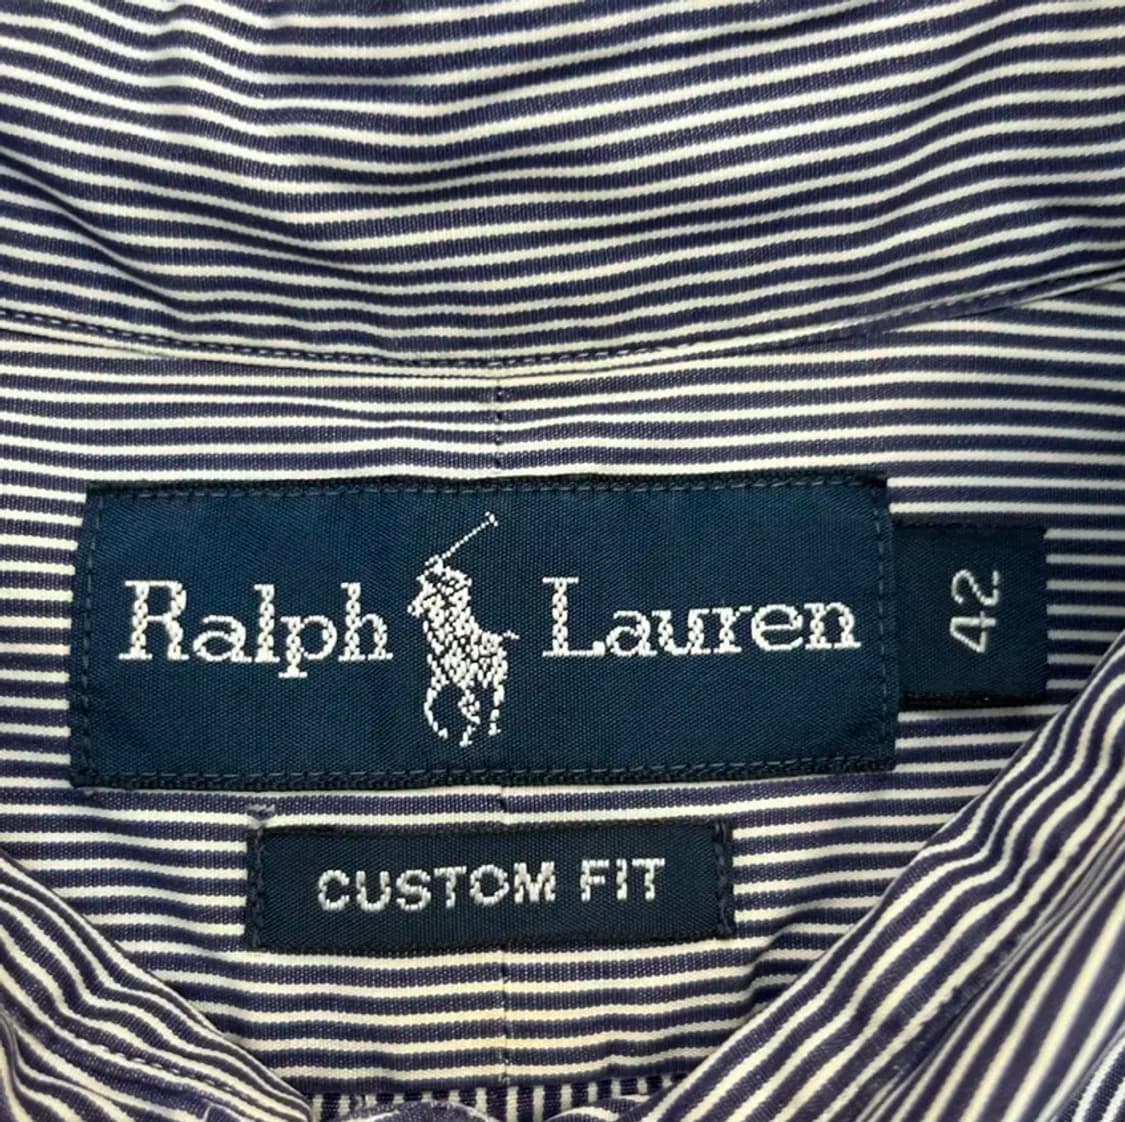 Ralph Lauren
42
CUSTOM FIT